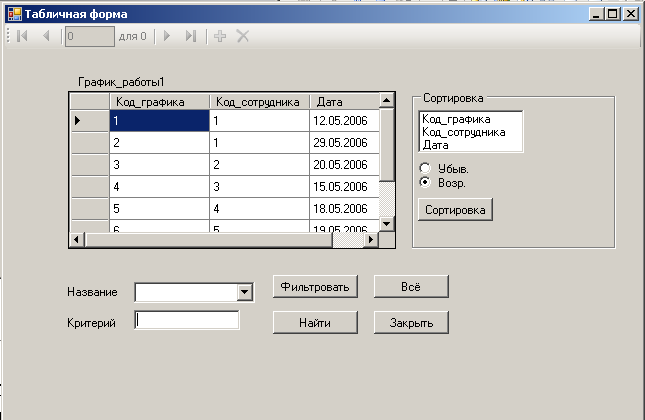 Табличная форма
0 для 0
График_работы1
Код_графика Код_сотрудника Дата
1 1 12.05.2006
2 1 29.05.2006
3 2 20.05.2006
4 3 15.05.2006
5 4 18.05.2006
6 5 19.05.2006
Сортировка
Код_графика
Код_сотрудника
Дата
Убыв.
Возр.
Сортировка
Название Фильтровать Всё
Критерий Найти Закрыть